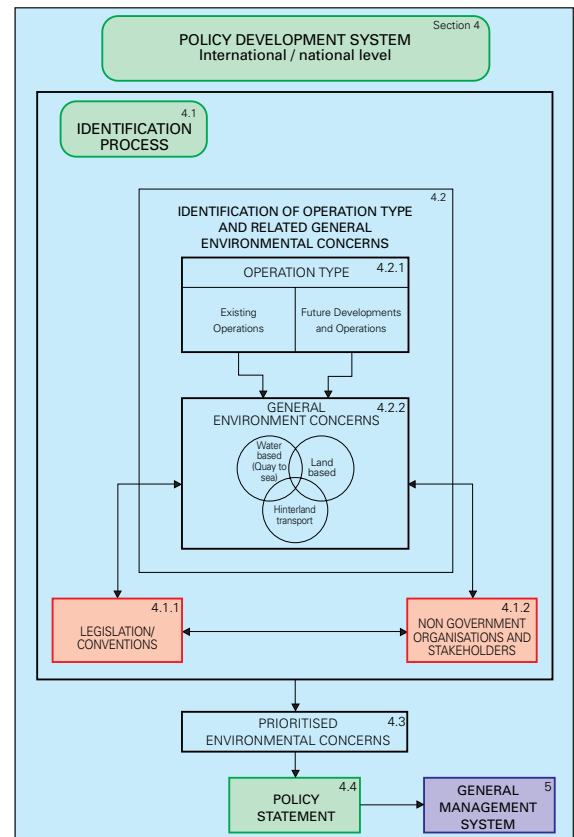 Section 4
POLICY DEVELOPMENT SYSTEM
International / national level
4.1
IDENTIFICATION
PROCESS
4.2
IDENTIFICATION OF OPERATION TYPE
AND RELATED GENERAL
ENVIRONMENTAL CONCERNS
4.2.1
OPERATION TYPE
Existing
Operations
Future Developments
and Operations
4.2.2
GENERAL
ENVIRONMENT CONCERNS
Water
based
(Quay to
sea)
Land
based
Hinterland
transport
4.1.1
LEGISLATION/
CONVENTIONS
4.1.2
NON GOVERNMENT
ORGANISATIONS AND
STAKEHOLDERS
4.3
PRIORITISED
ENVIRONMENTAL CONCERNS
4.4
POLICY
STATEMENT
5
GENERAL
MANAGEMENT
SYSTEM